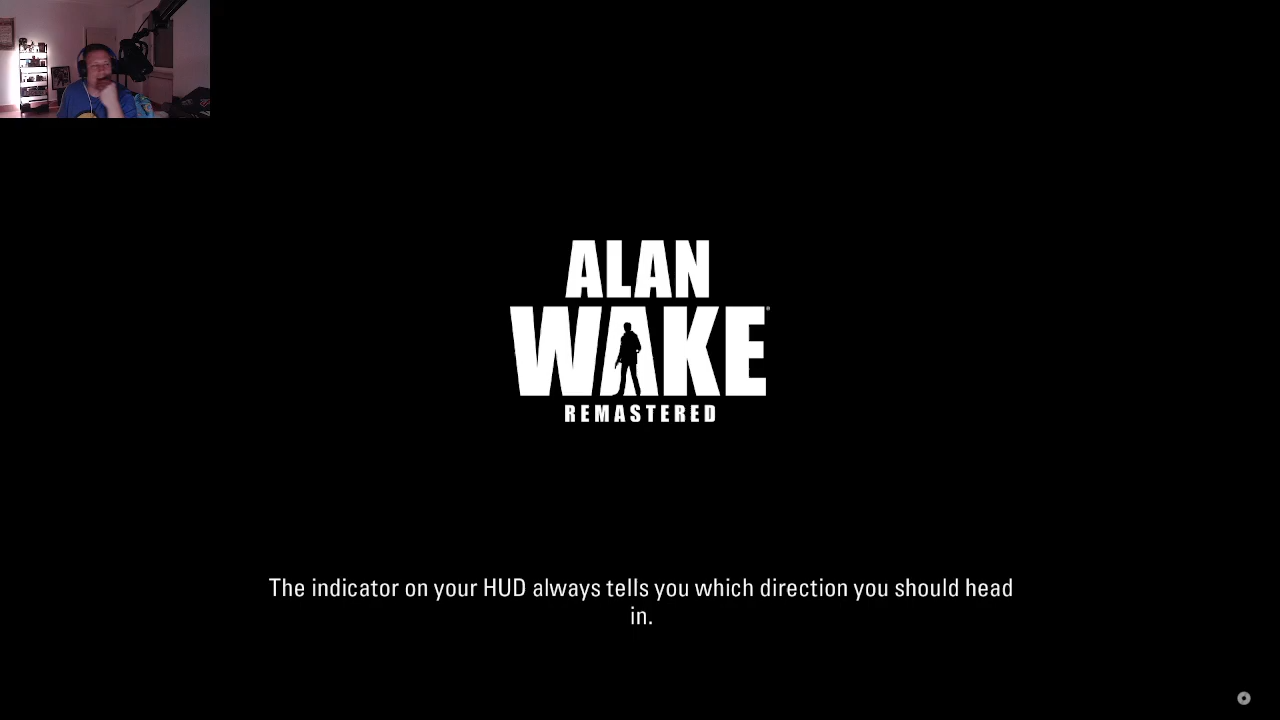 ALAN
WAKE
REMASTERED
The indicator on your HUD always tells you which direction you should head
in.